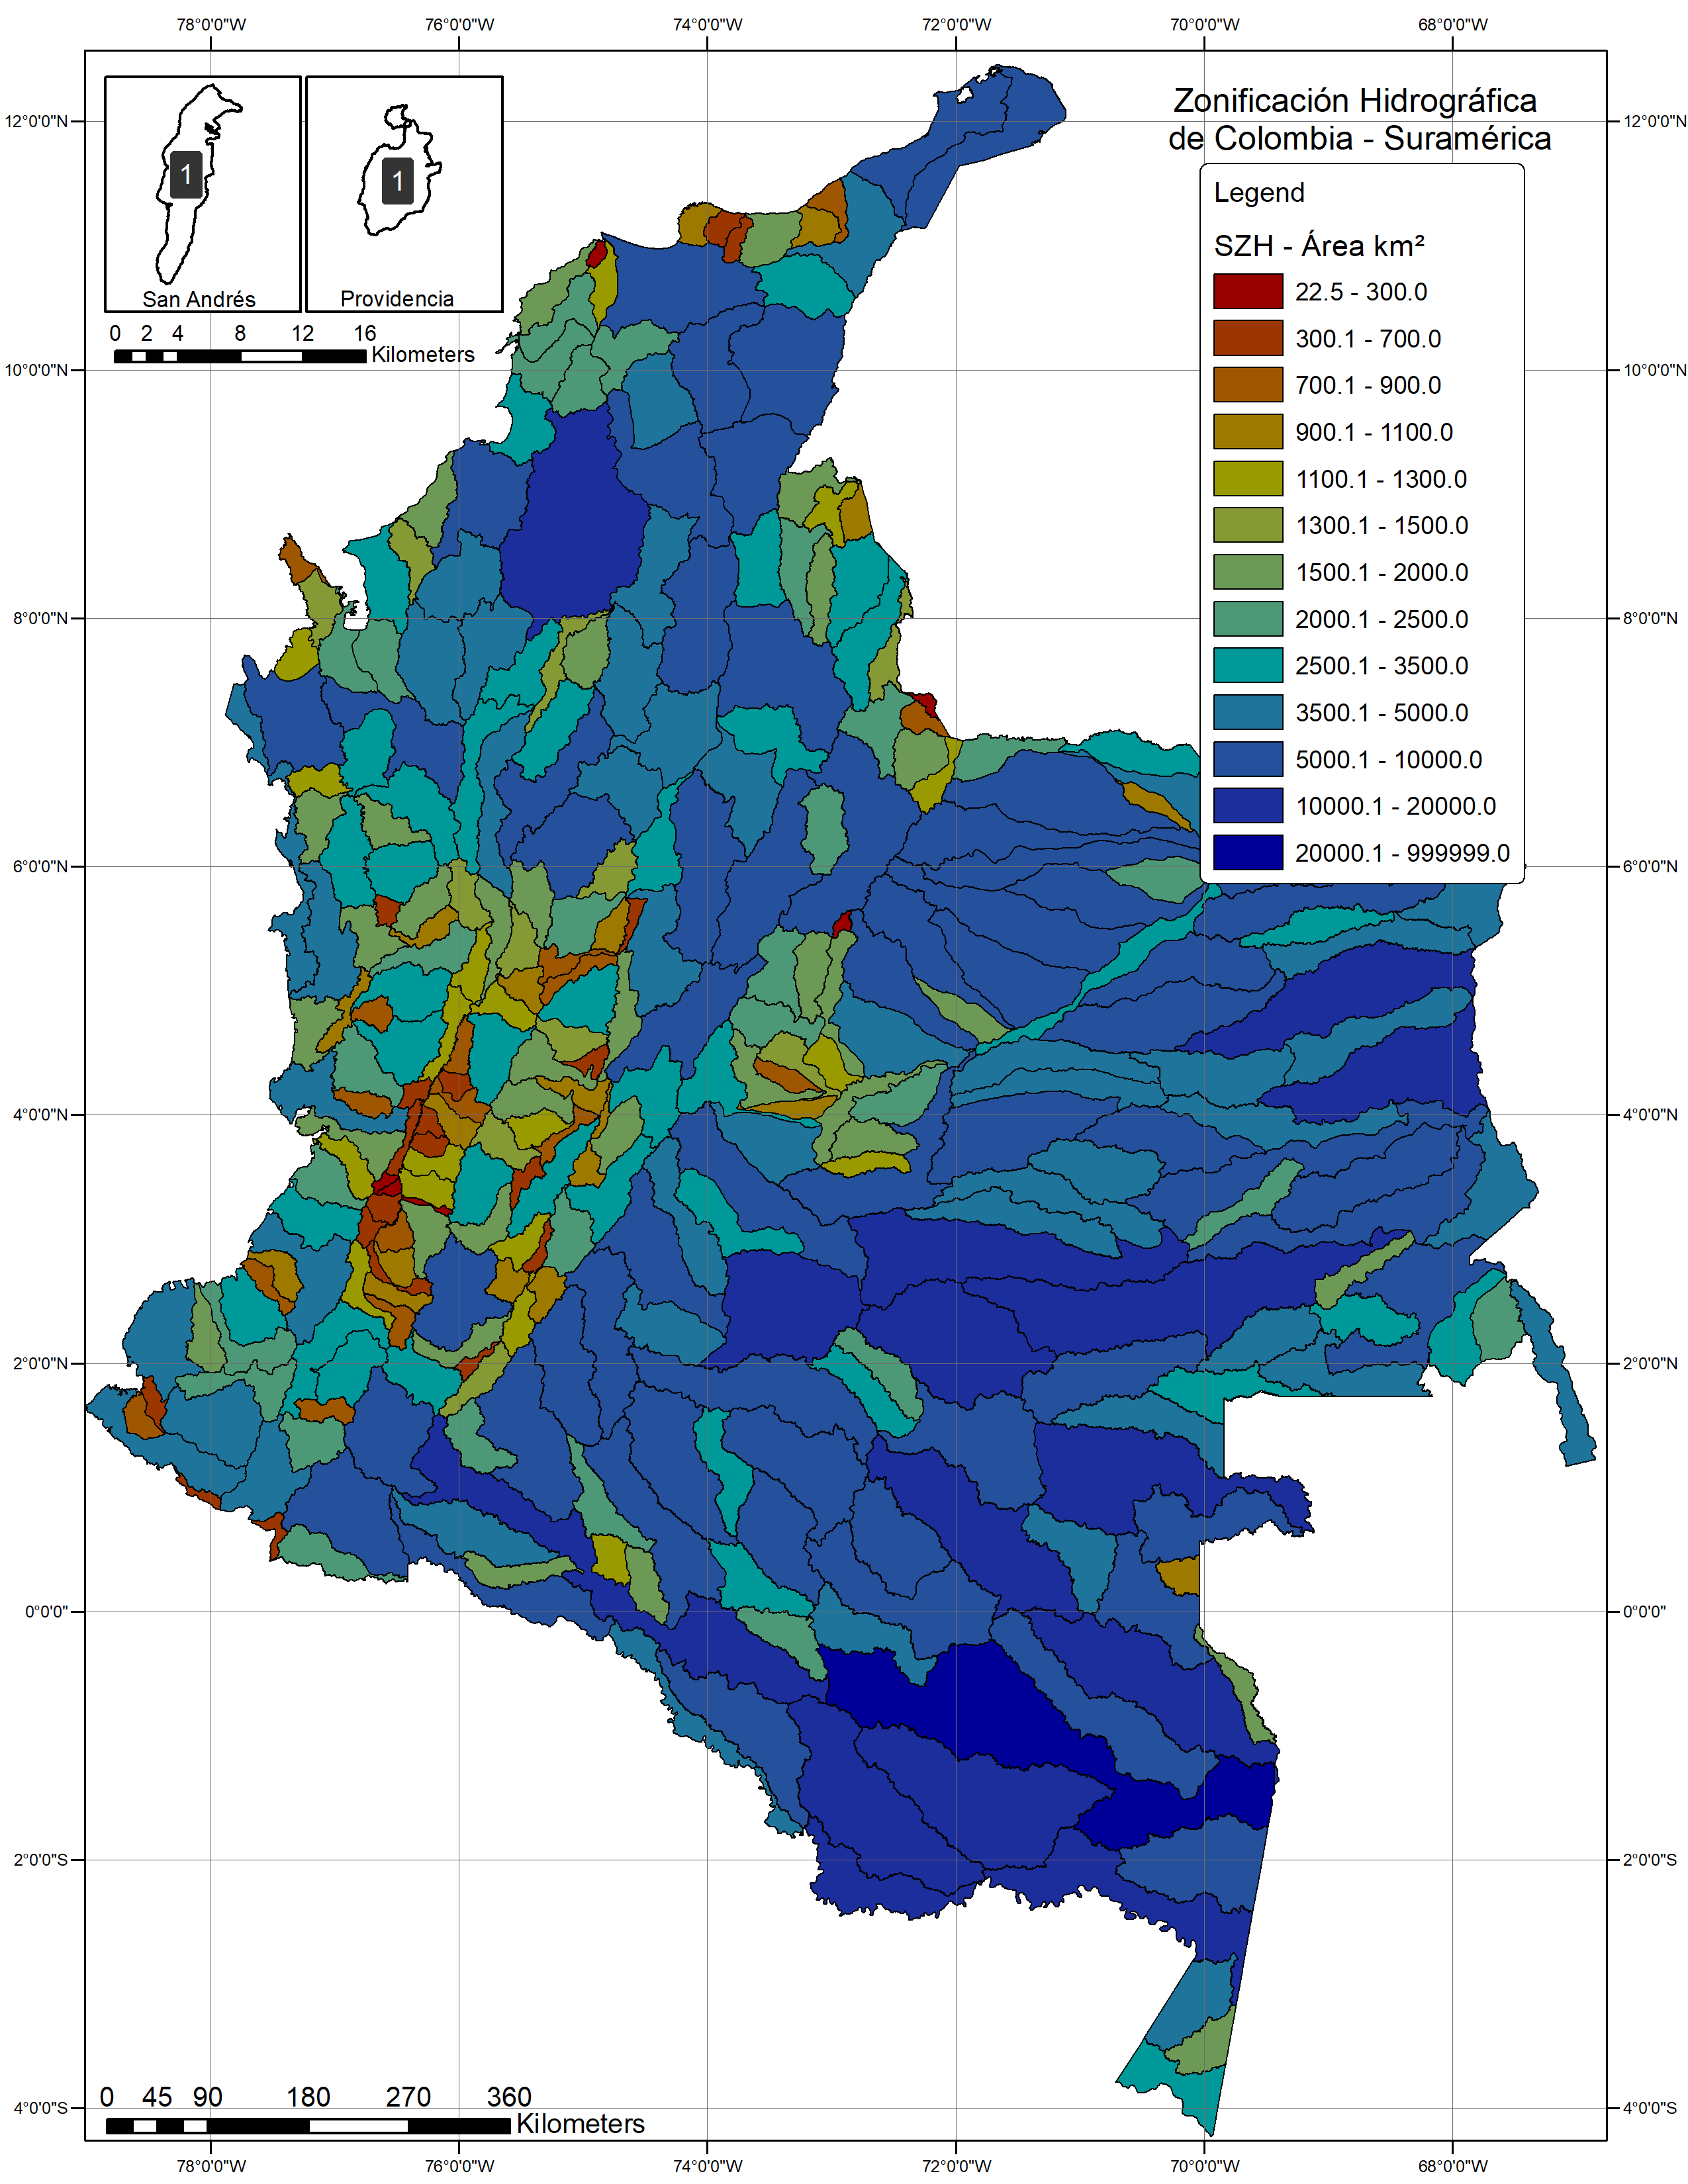 78°0'0"W 76°0'0"W 74°0'0"W 72°0'0"W 70°0'0"W 68°0'0"W
Zonificación Hidrográfica
de Colombia - Suramérica
12°0'0"N 12°0'0"N
1 1
San Andrés Providencia
0 2 4 8 12 16
Kilometers
Legend
SZH - Área km²
22.5 - 300.0
300.1 - 700.0
700.1 - 900.0
900.1 - 1100.0
1100.1 - 1300.0
1300.1 - 1500.0
1500.1 - 2000.0
2000.1 - 2500.0
2500.1 - 3500.0
3500.1 - 5000.0
5000.1 - 10000.0
10000.1 - 20000.0
20000.1 - 999999.0
10°0'0"N 10°0'0"N
8°0'0"N 8°0'0"N
6°0'0"N 6°0'0"N
4°0'0"N 4°0'0"N
2°0'0"N 2°0'0"N
0°0'0" 0°0'0"
2°0'0"S 2°0'0"S
4°0'0"S 4°0'0"S
0 45 90 180 270 360
Kilometers
78°0'0"W 76°0'0"W 74°0'0"W 72°0'0"W 70°0'0"W 68°0'0"W